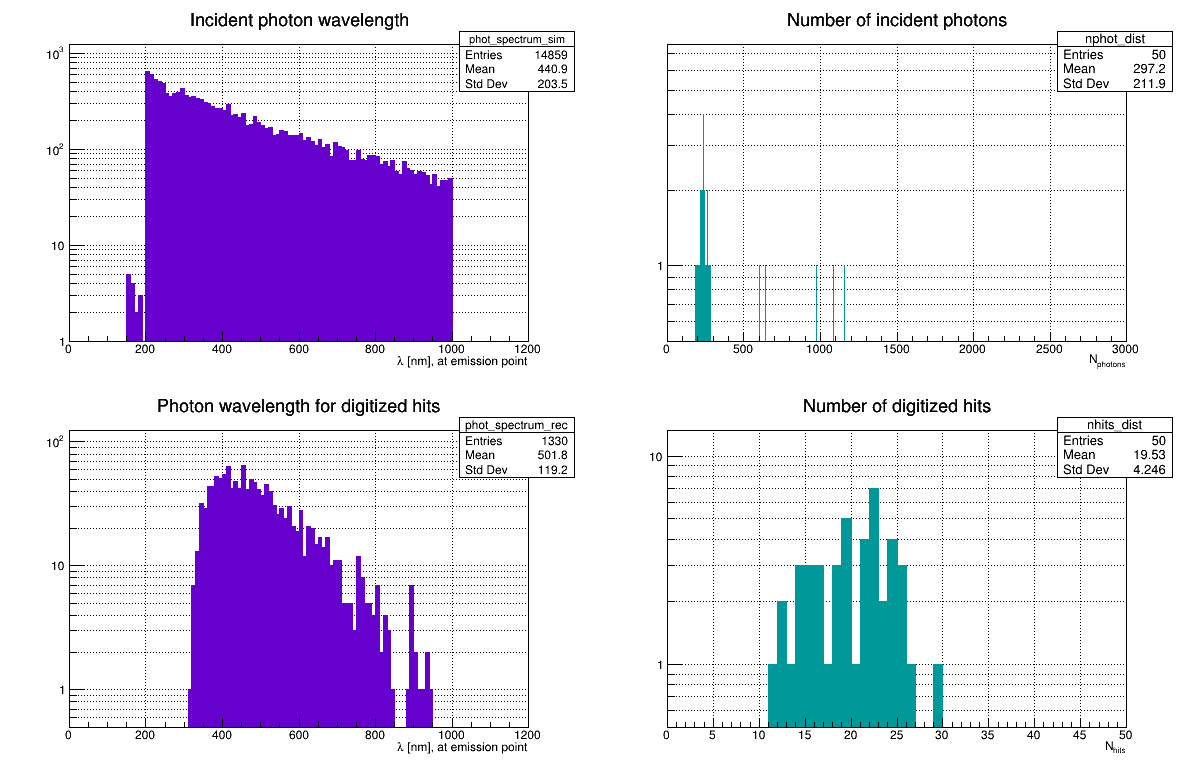 Incident photon wavelength
phot_spectrum_sim
Entries 14859
Mean 440.9
Std Dev 203.5
10³
10²
10
1
0 200 400 600 800 1000 1200
λ [nm], at emission point
Number of incident photons
nphot_dist
Entries 50
Mean 297.2
Std Dev 211.9
1
0 500 1000 1500 2000 2500 3000
Nphotons
Photon wavelength for digitized hits
phot_spectrum_rec
Entries 1330
Mean 501.8
Std Dev 119.2
10²
10
1
0 200 400 600 800 1000 1200
λ [nm], at emission point
Number of digitized hits
nhits_dist
Entries 50
Mean 19.53
Std Dev 4.246
10
1
0 5 10 15 20 25 30 35 40 45 50
Nhits